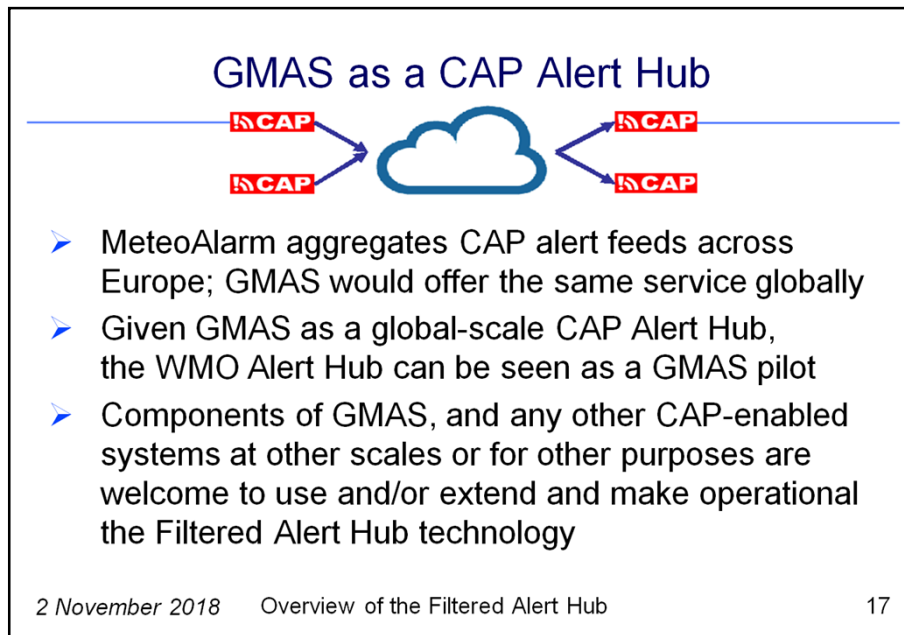 GMAS as a CAP Alert Hub
CAP CAP
CAP CAP
MeteoAlarm aggregates CAP alert feeds across
Europe; GMAS would offer the same service globally
Given GMAS as a global-scale CAP Alert Hub,
the WMO Alert Hub can be seen as a GMAS pilot
Components of GMAS, and any other CAP-enabled
systems at other scales or for other purposes are
welcome to use and/or extend and make operational
the Filtered Alert Hub technology
2 November 2018 Overview of the Filtered Alert Hub 17